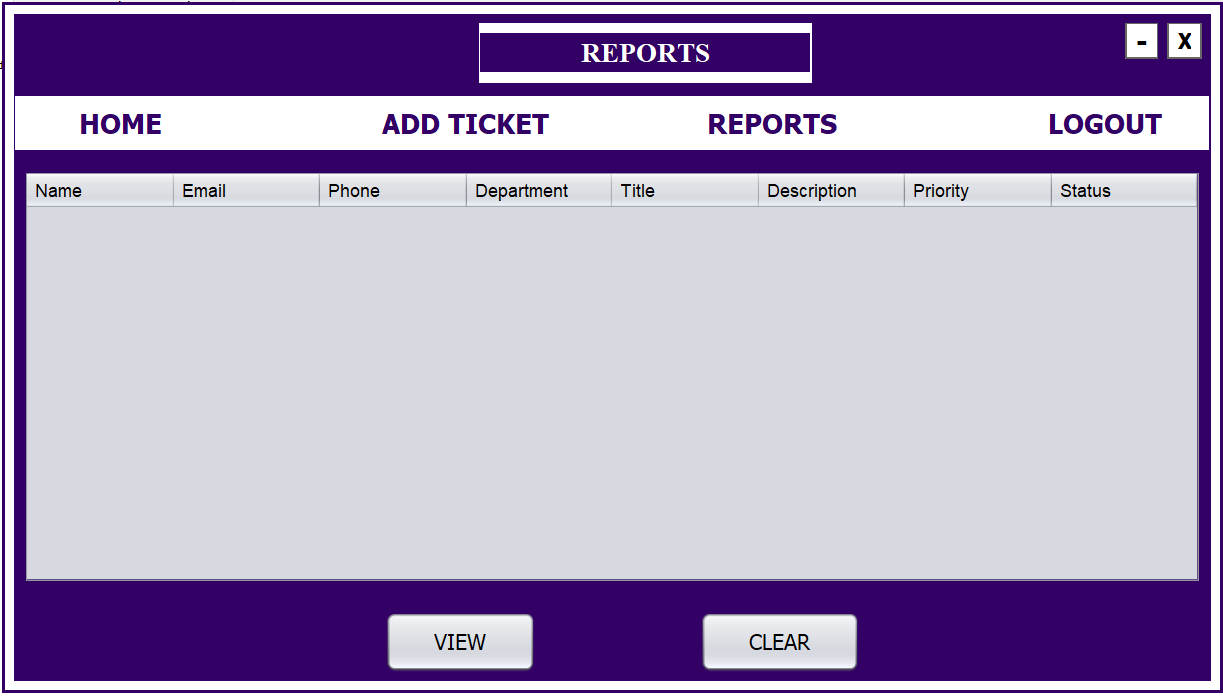 REPORTS
- X
HOME ADD TICKET REPORTS LOGOUT
Name Email Phone Department Title Description Priority Status
VIEW CLEAR